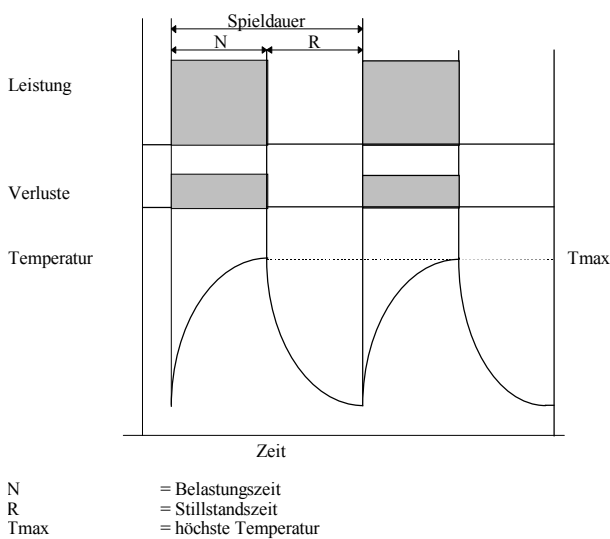 Spieldauer
N R
Leistung
Verluste
Temperatur
Tmax
Zeit
N = Belastungszeit
R = Stillstandszeit
Tmax = höchste Temperatur